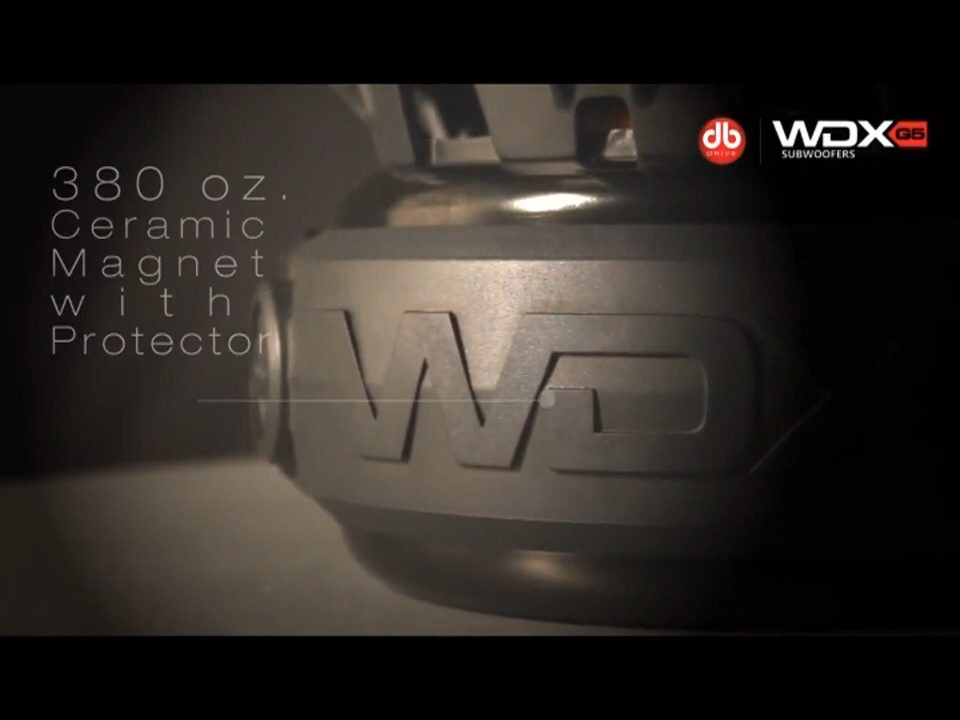 db
DRIVE
WDX G5
SUBWOOFERS
380 oz.
Ceramic
Magnet
with
Protector
WD